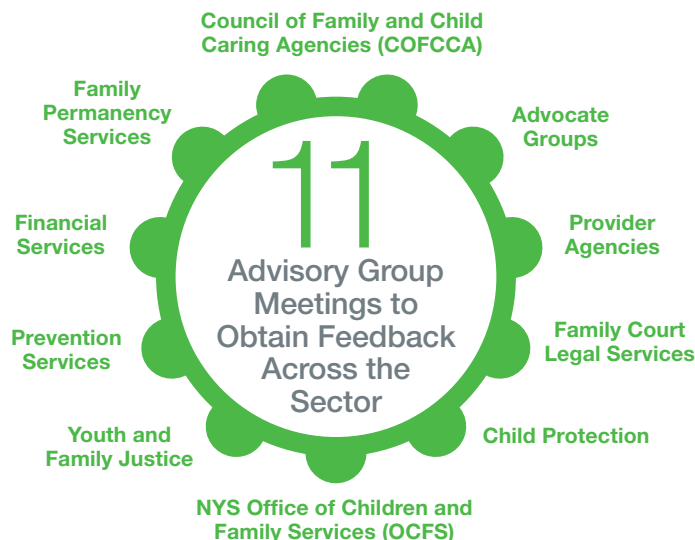 Council of Family and Child
Caring Agencies (COFCCA)
Family
Permanency
Services
Advocate
Groups
Financial
Services
Provider
Agencies
Prevention
Services
Family Court
Legal Services
Youth and
Family Justice
Child Protection
NYS Office of Children and
Family Services (OCFS)
11
Advisory Group
Meetings to
Obtain Feedback
Across the
Sector